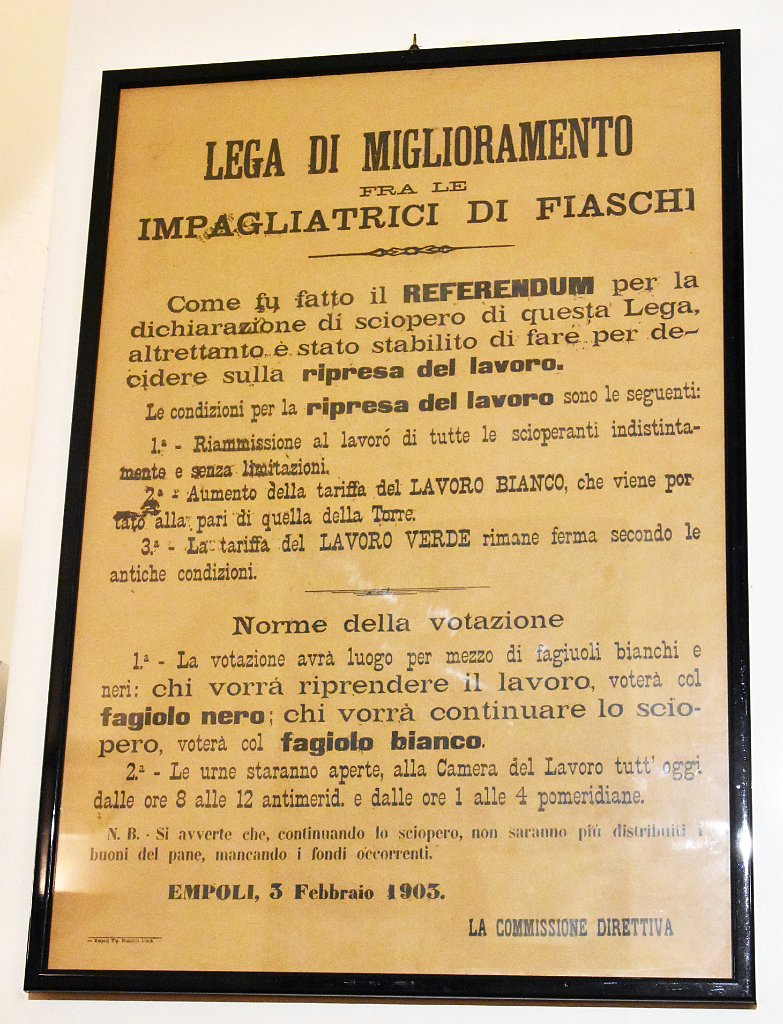 LEGA DI MIGLIORAMENTO
FRA LE
IMPAGLIATRICI DI FIASCHI
Come fu fatto il REFERENDUM per la
dichiarazione di sciopero di questa Lega,
altrettanto è stato stabilito di fare per de-
cidere sulla ripresa del lavoro.
Le condizioni per la ripresa del lavoro sono le seguenti:
1.ª - Riammissione al lavoró di tutte le scioperanti indistinta-
mente e senza limitazioni.
2.ª - Aumento della tariffa del LAVORO BIANCO, che viene por
tato alla pari di quella della Torre.
3.ª - La tariffa del LAVORO VERDE rimane ferma secondo le
antiche condizioni.
Norme della votazione
1.ª - La votazione avrà luogo per mezzo di fagiuoli bianchi e
neri: chi vorrá riprendere il lavoro, voterà col
fagiolo nero; chi vorrà continuare lo scio-
pero, voterà col fagiolo bianco.
2.ª - Le urne staranno aperte, alla Camera del Lavoro tutt' oggi
dalle ore 8 alle 12 antimerid. e dalle ore 1 alle 4 pomeridiane.
N. B. - Si avverte che, continuando lo sciopero, non saranno più distribuiti i
buoni del pane, mancando i fondi occorrenti.
EMPOLI, 3 Febbraio 1903.
LA COMMISSIONE DIRETTIVA
Empoli Tip.